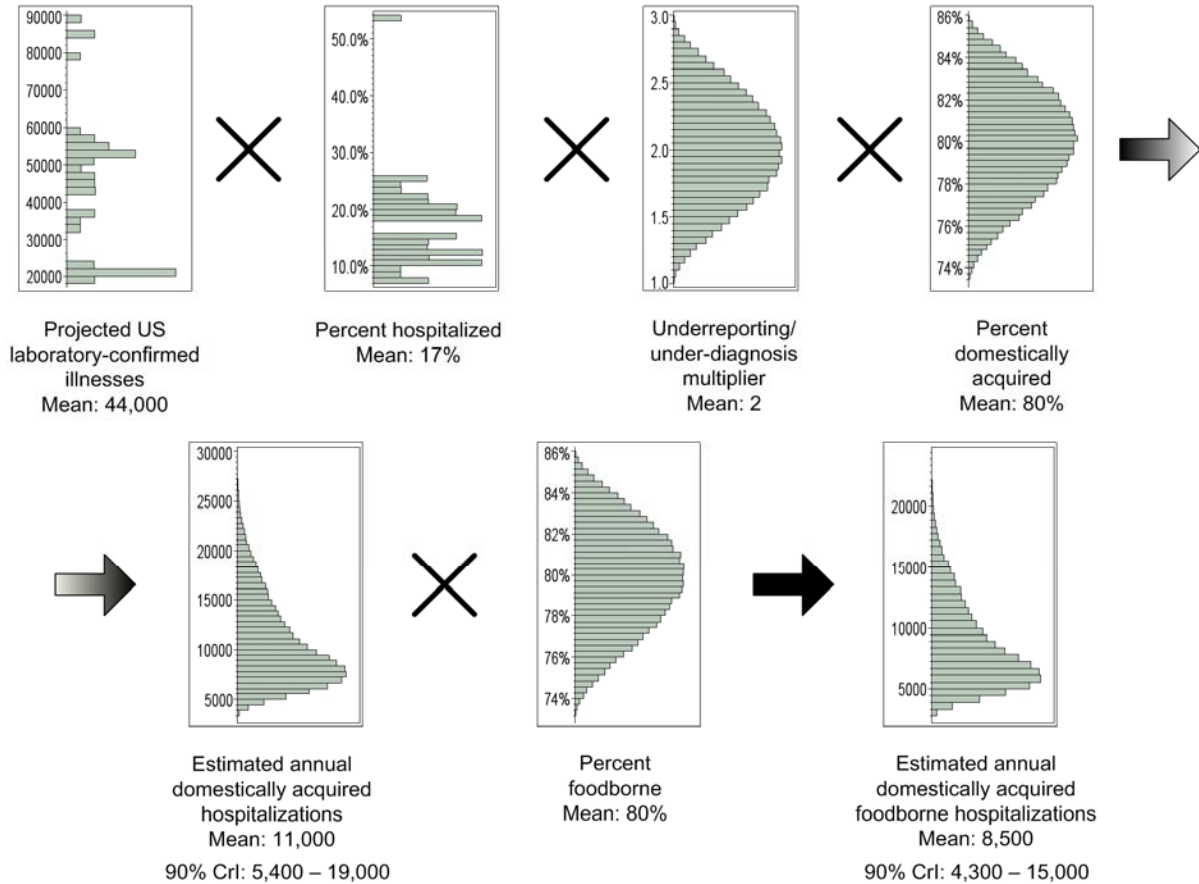 90000
80000
70000
60000
50000
40000
30000
20000
50.0%
40.0%
30.0%
20.0%
10.0%
3.0
2.5
2.0
1.5
1.0
86%
84%
82%
80%
78%
76%
74%
Projected US
laboratory-confirmed
illnesses
Mean: 44,000
Percent hospitalized
Mean: 17%
Underreporting/
under-diagnosis
multiplier
Mean: 2
Percent
domestically
acquired
Mean: 80%
30000
25000
20000
15000
10000
5000
86%
84%
82%
80%
78%
76%
74%
20000
15000
10000
5000
Estimated annual
domestically acquired
hospitalizations
Mean: 11,000
90% CrI: 5,400 – 19,000
Percent
foodborne
Mean: 80%
Estimated annual
domestically acquired
foodborne hospitalizations
Mean: 8,500
90% CrI: 4,300 – 15,000